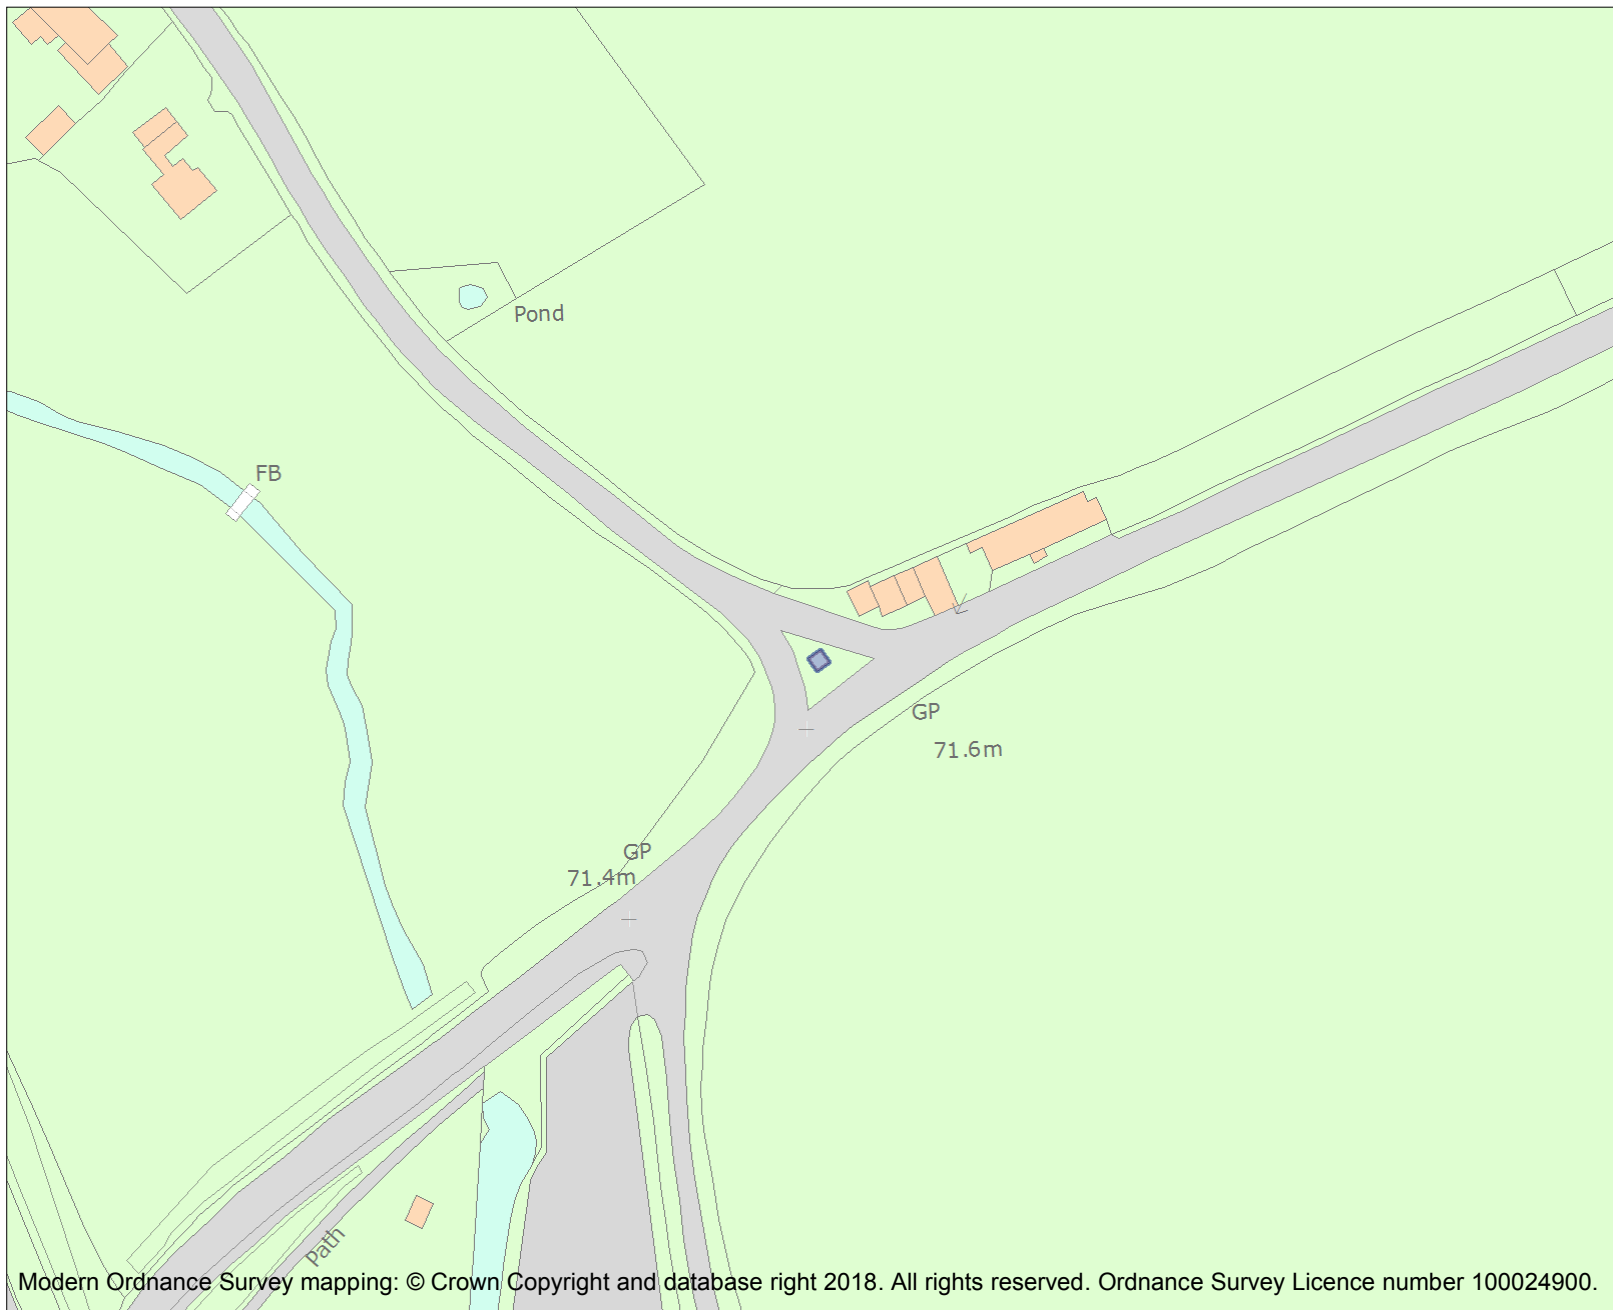 Pond
FB
GP
71.6m
GP
71.4m
Path
Modern Ordnance Survey mapping: © Crown Copyright and database right 2018. All rights reserved. Ordnance Survey Licence number 100024900.